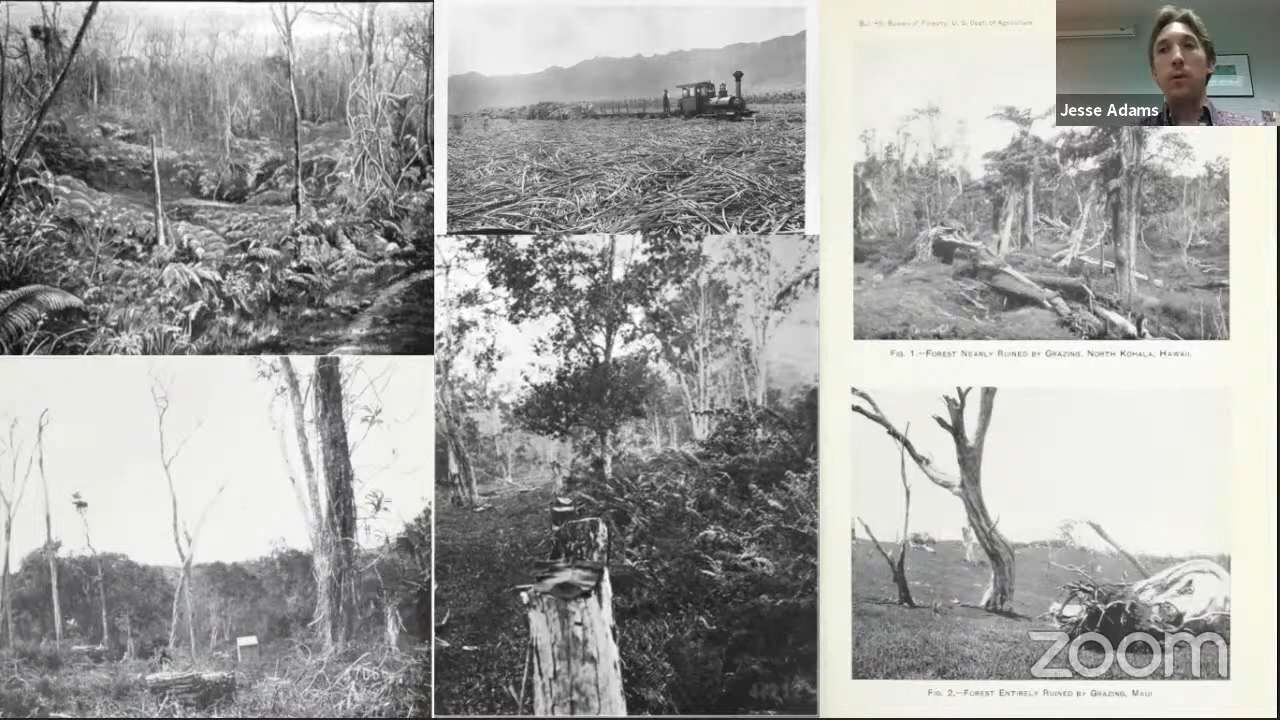 Bul. 48, Bureau of Forestry, U. S. Dept. of Agriculture.
Jesse Adams
Fig. 1.—Forest Nearly Ruined by Grazing, North Kohala, Hawaii.
Fig. 2.—Forest Entirely Ruined by Grazing, Maui
zoom